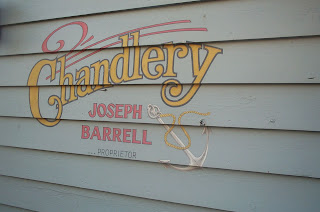 Chandlery
JOSEPH
BARRELL
...PROPRIETOR